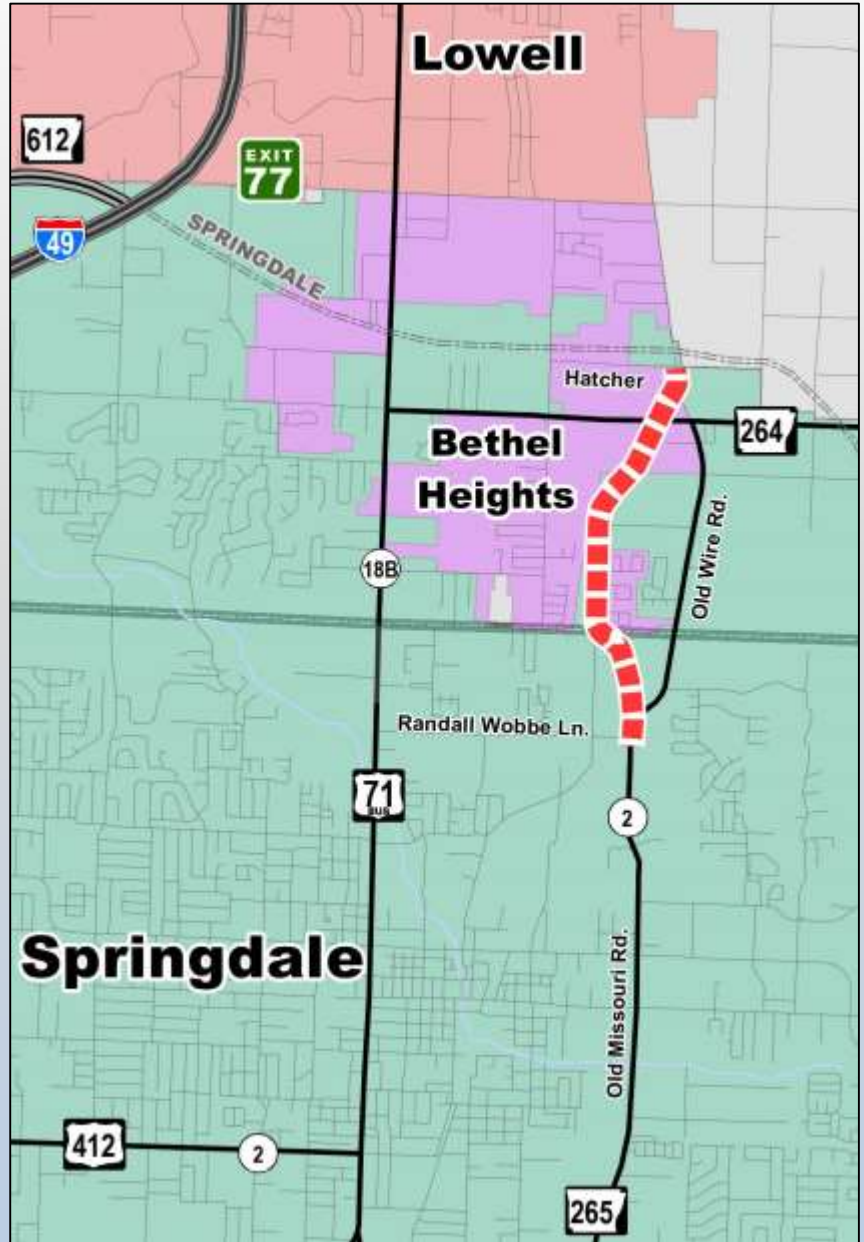 Lowell
612
EXIT
77
49
SPRINGDALE
Hatcher
264
Bethel
Heights
Old Wire Rd.
18B
Randall Wobbe Ln.
71
BUS
2
Springdale
Old Missouri Rd.
412
2
265